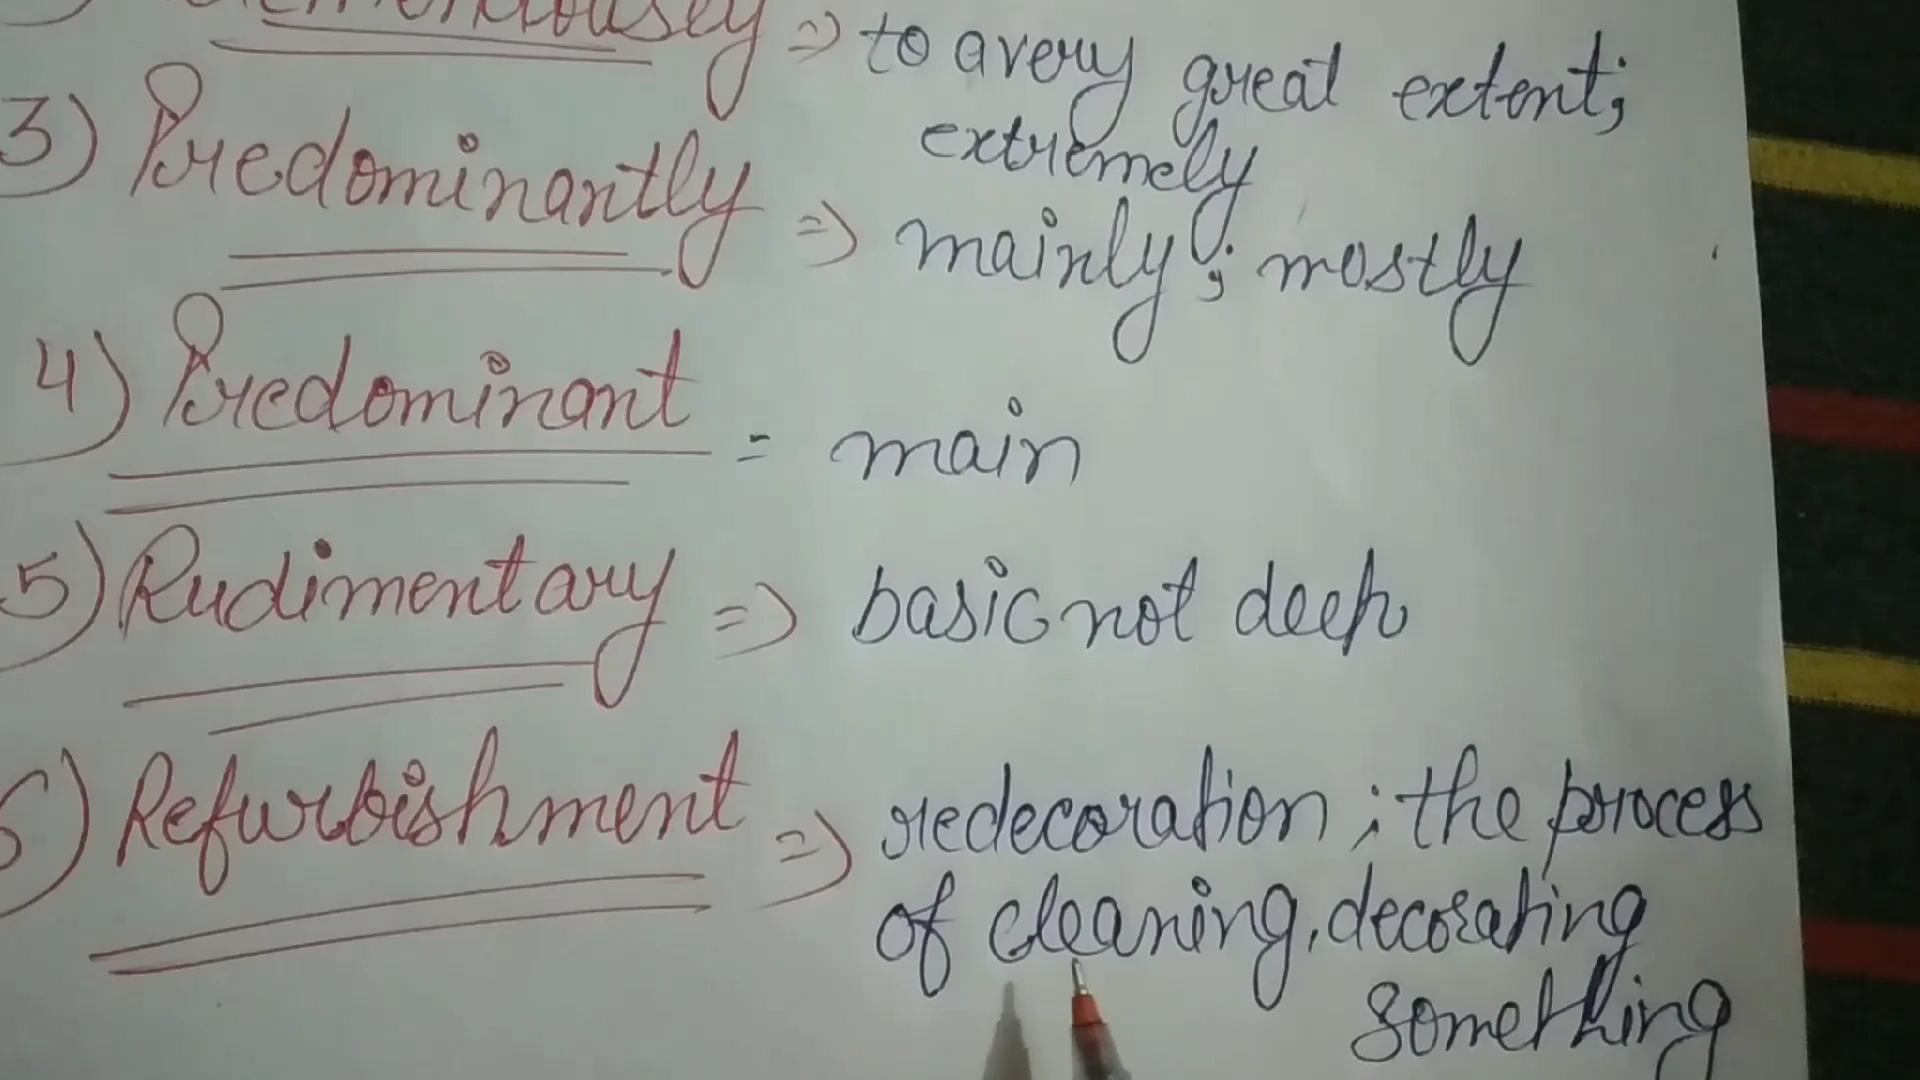 => to a very great extent;
extremely
3) Predominantly => mainly; mostly
4) Predominant = main
5) Rudimentary => basic not deep
6) Refurbishment => redecoration; the process
of cleaning, decorating
something